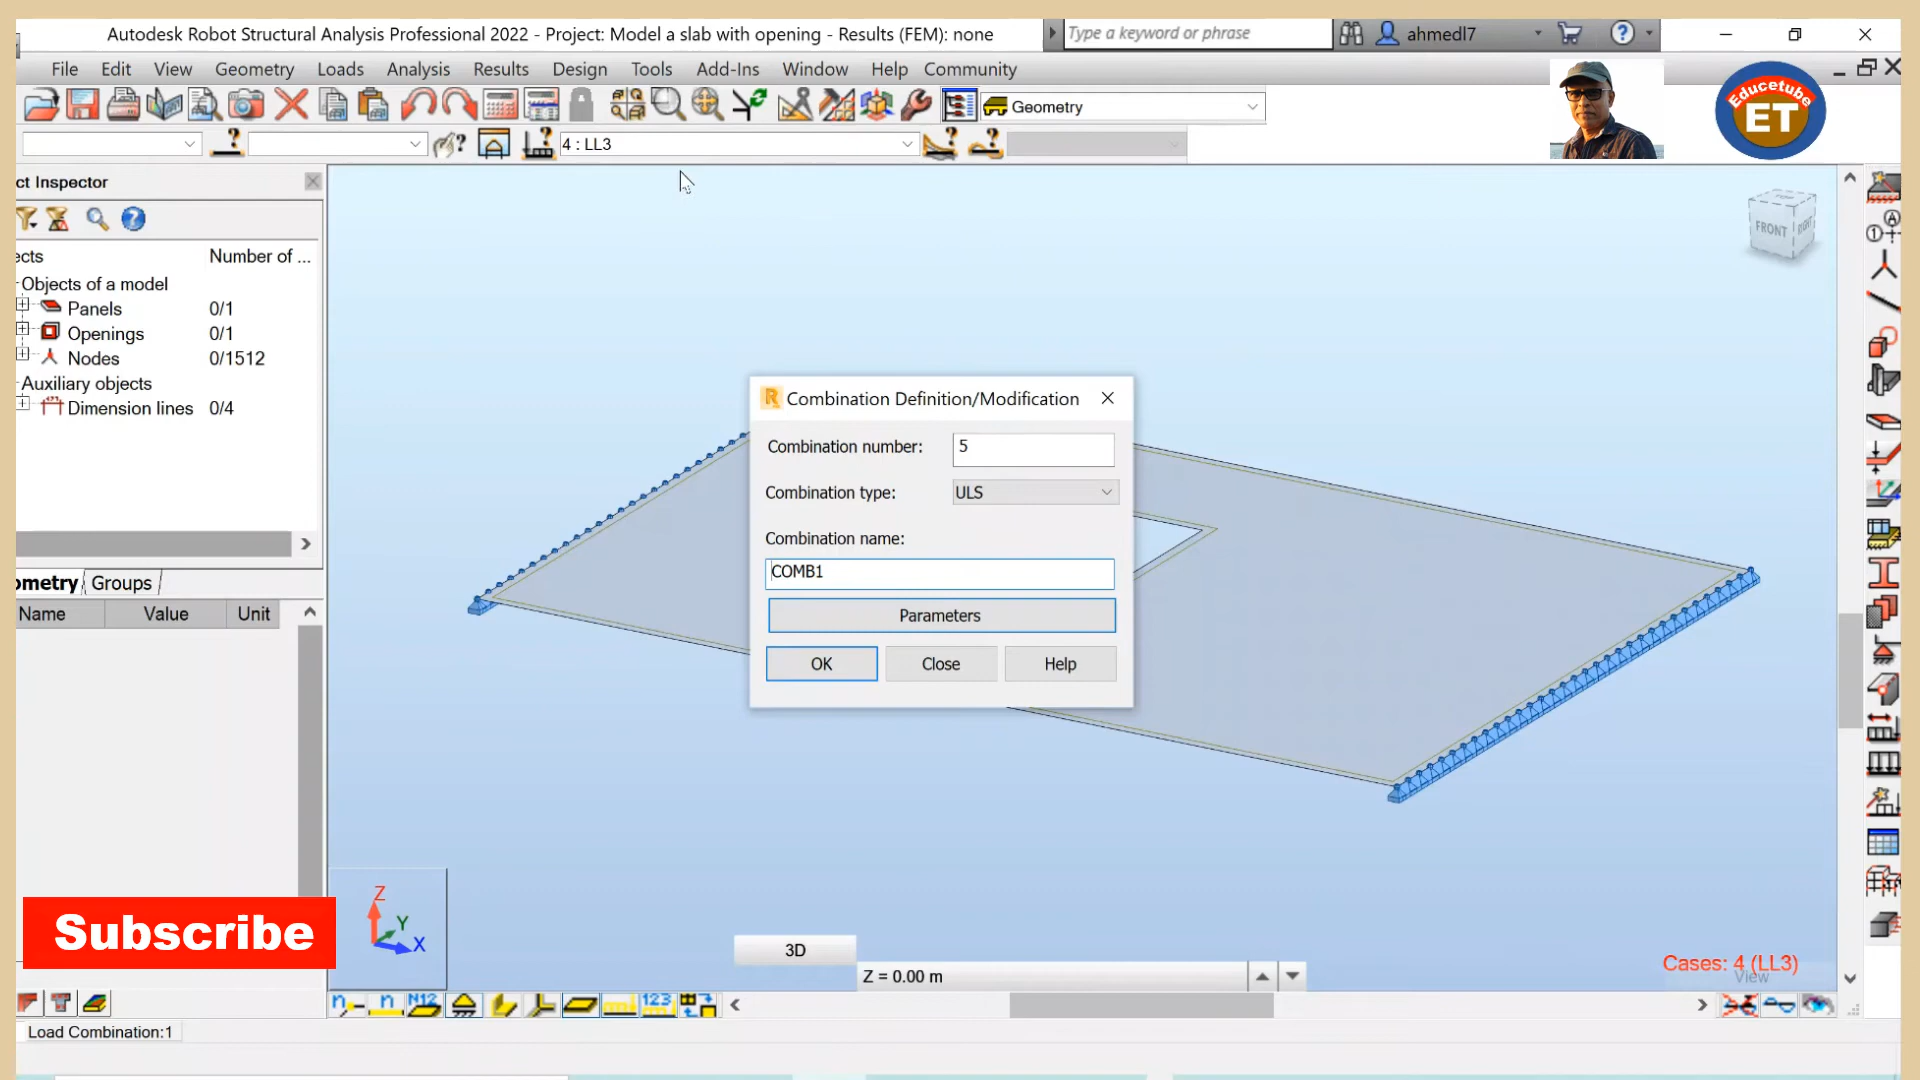 Autodesk Robot Structural Analysis Professional 2022 - Project: Model a slab with opening - Results (FEM): none
Type a keyword or phrase
ahmedl7
File Edit View Geometry Loads Analysis Results Design Tools Add-Ins Window Help Community
Geometry
4 : LL3
Educetube
ET
ct Inspector
ects Number of ...
Objects of a model
Panels 0/1
Openings 0/1
Nodes 0/1512
Auxiliary objects
Dimension lines 0/4
ometry Groups
Name Value Unit
FRONT
RIGHT
Combination Definition/Modification
Combination number: 5
Combination type: ULS
Combination name:
COMB1
Parameters
OK Close Help
Subscribe
Z
Y
X
3D
Z = 0.00 m
Cases: 4 (LL3)
View
Load Combination:1